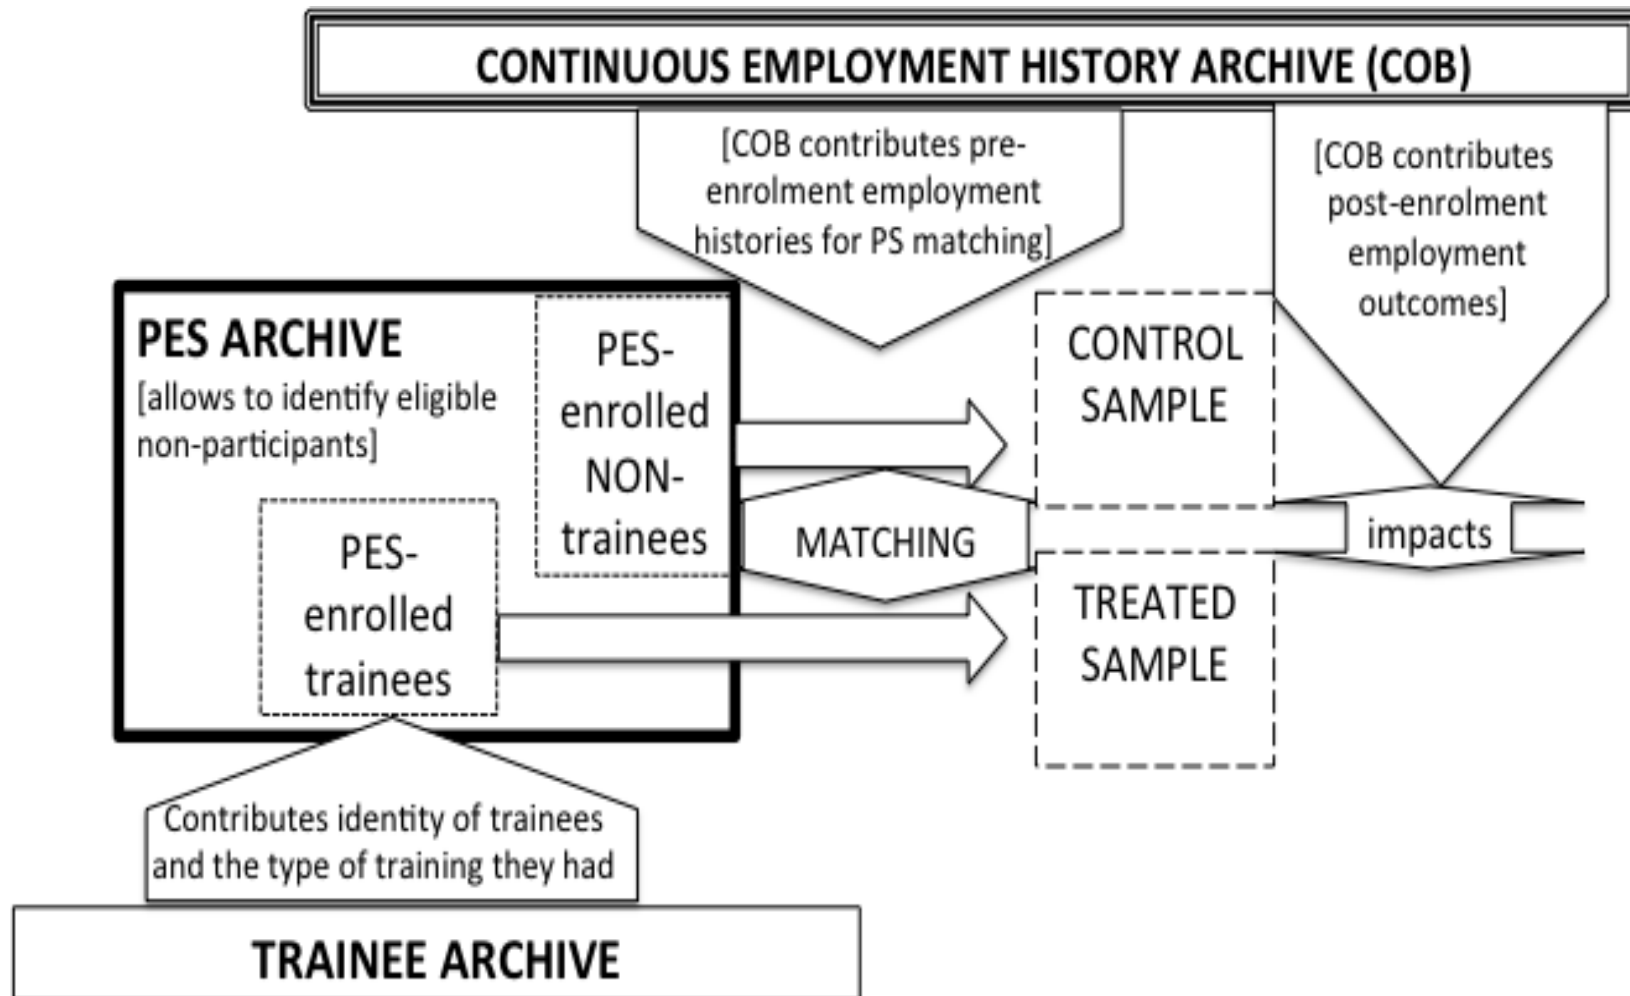 CONTINUOUS EMPLOYMENT HISTORY ARCHIVE (COB)
[COB contributes pre-
enrolment employment
histories for PS matching]
[COB contributes
post-enrolment
employment
outcomes]
PES ARCHIVE
[allows to identify eligible
non-participants]
PES-
enrolled
NON-
trainees
PES-
enrolled
trainees
CONTROL
SAMPLE
MATCHING
impacts
TREATED
SAMPLE
Contributes identity of trainees
and the type of training they had
TRAINEE ARCHIVE